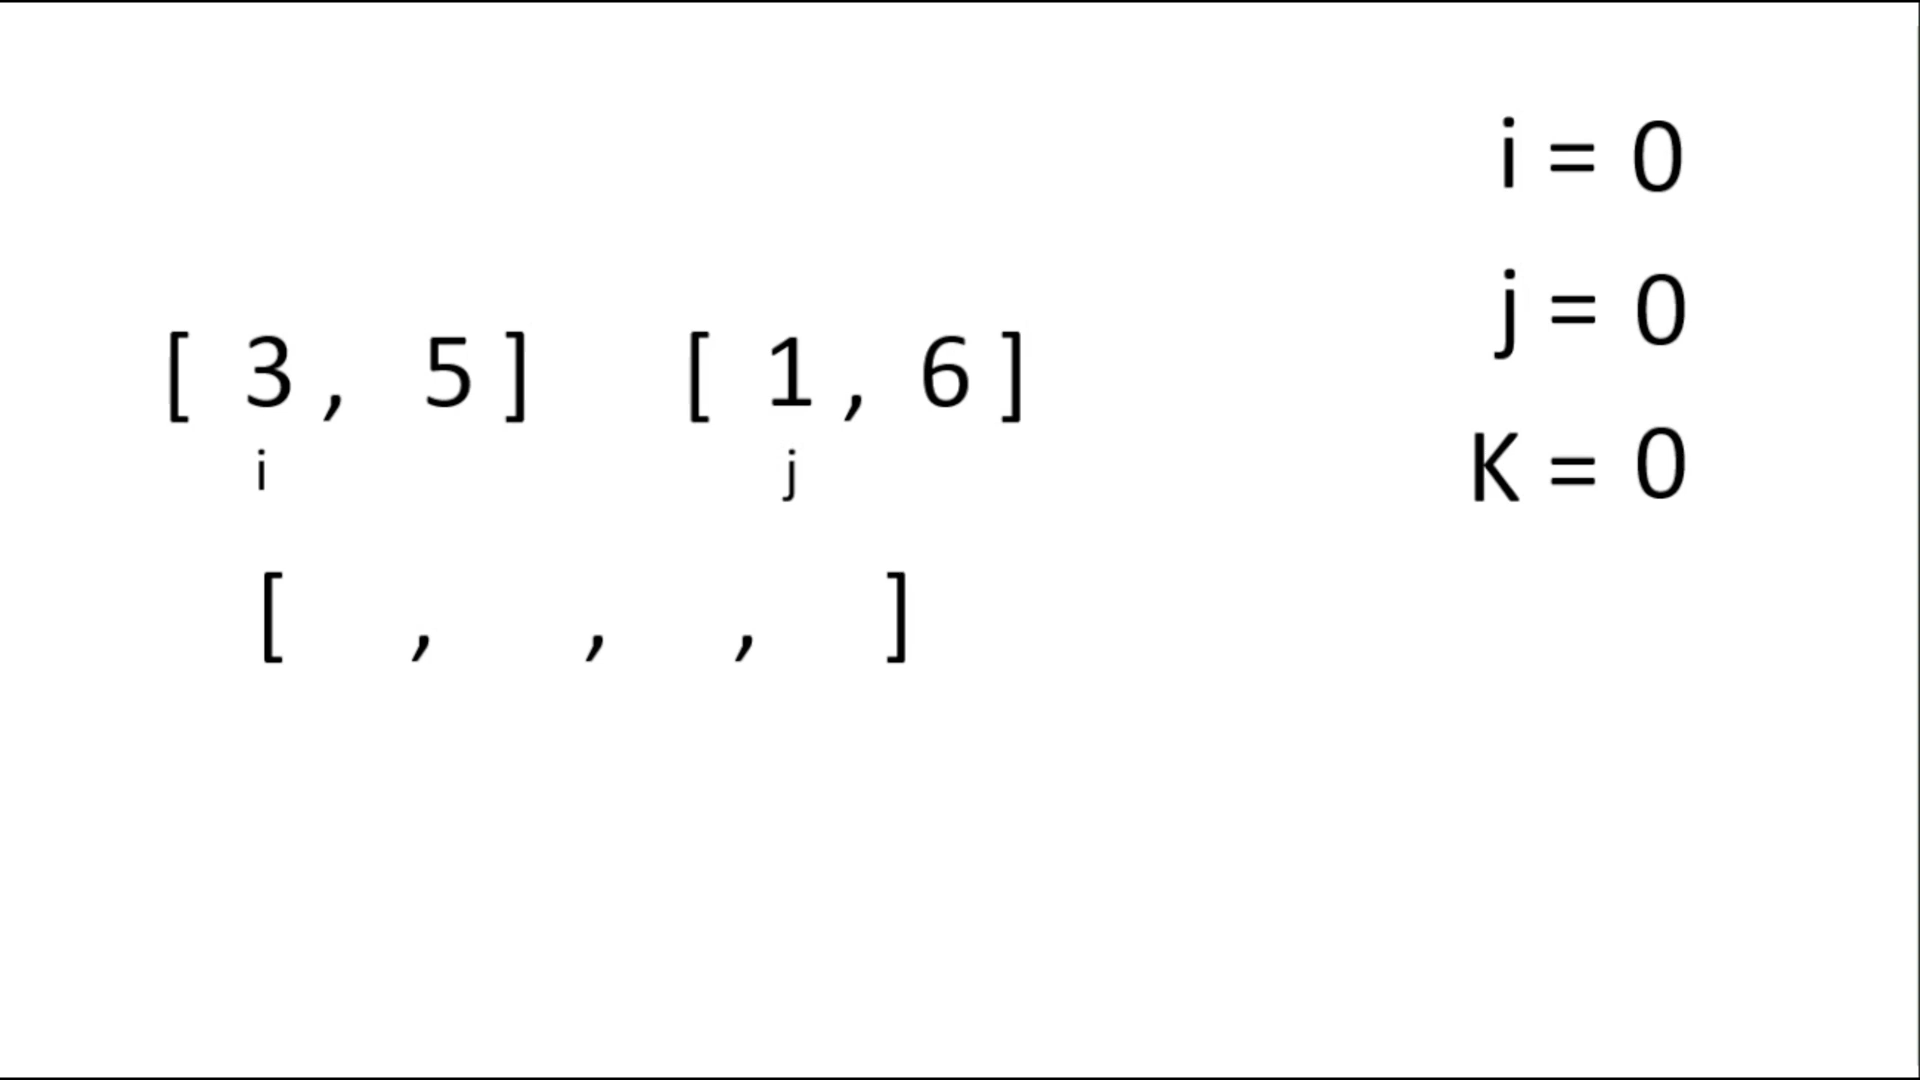 i = 0
j = 0
[ 3 , 5 ] [ 1 , 6 ]
i j
K = 0
[ , , , ]